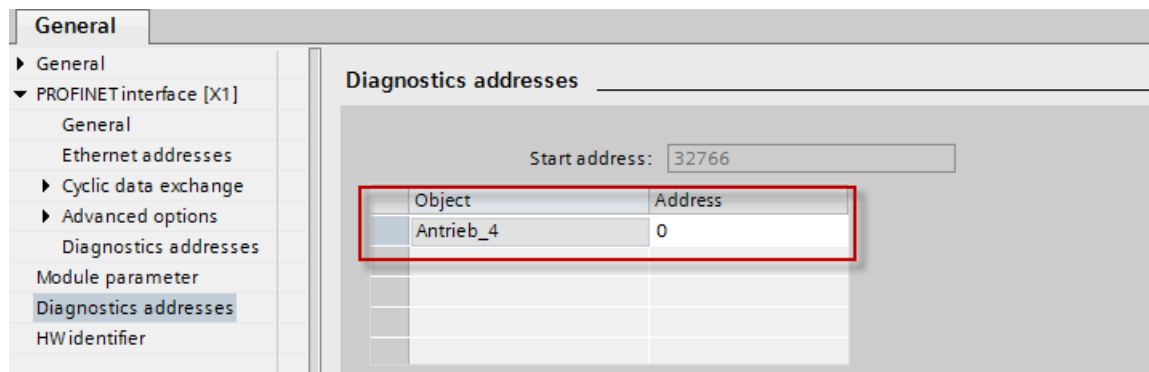 General
General
PROFINET interface [X1]
General
Ethernet addresses
Cyclic data exchange
Advanced options
Diagnostics addresses
Module parameter
Diagnostics addresses
HW identifier
Diagnostics addresses
Start address: 32766
Object Address
Antrieb_4 0